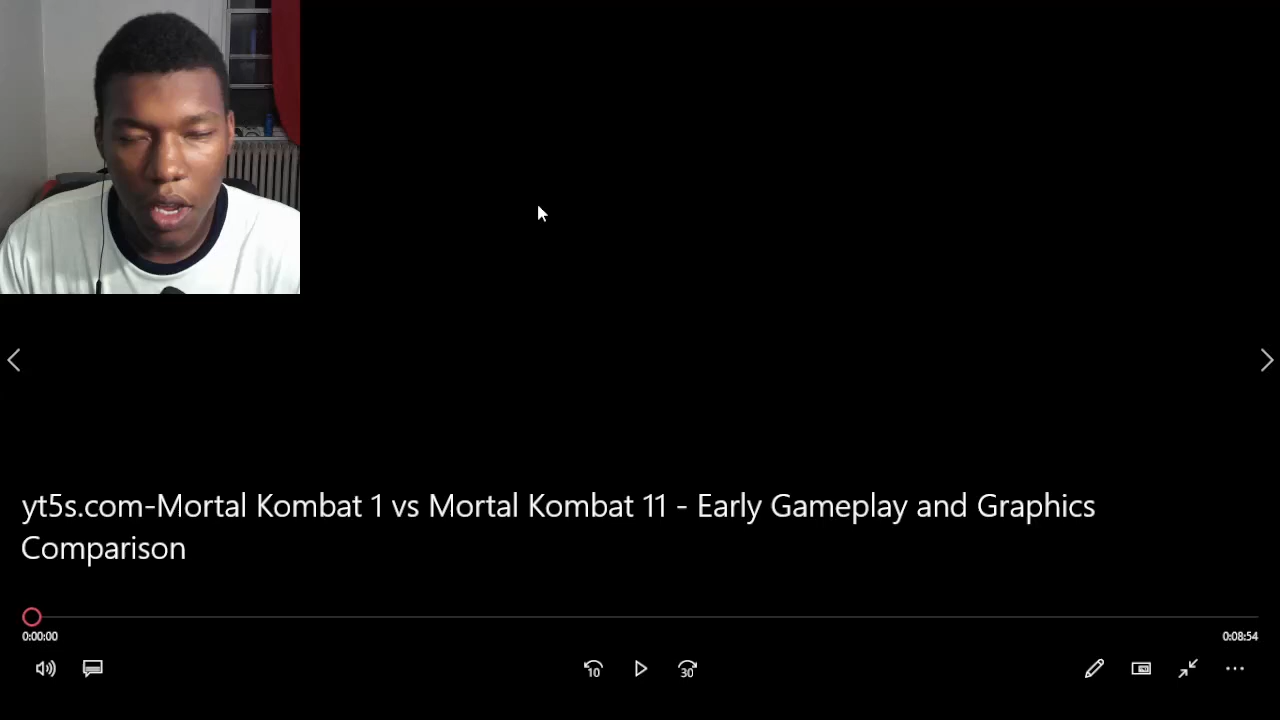 yt5s.com-Mortal Kombat 1 vs Mortal Kombat 11 - Early Gameplay and Graphics
Comparison
0:00:00
0:08:54
10
30